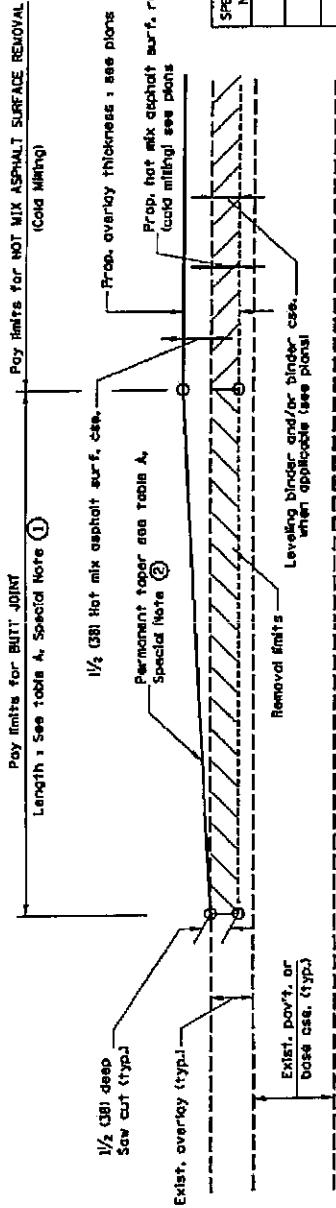 Pay limits for BUTT JOINT
Length : See table A, Special Note ①
Pay limits for HOT MIX ASPHALT SURFACE REMOVAL
(Cold Milling)
1½ (38) Hot mix asphalt surf. cse.
Prop. overlay thickness : see plans
Permanent taper see table A,
Special Note ②
Prop. hot mix asphalt surf. r
(cold milling) see plans
1½ (38) deep
Saw cut (typ.)
Exist. overlay (typ.)
Leveling binder and/or binder cse.
when applicable (see plans)
Removal limits
Exist. pav't. or
base cse. (typ.)
SPE
N